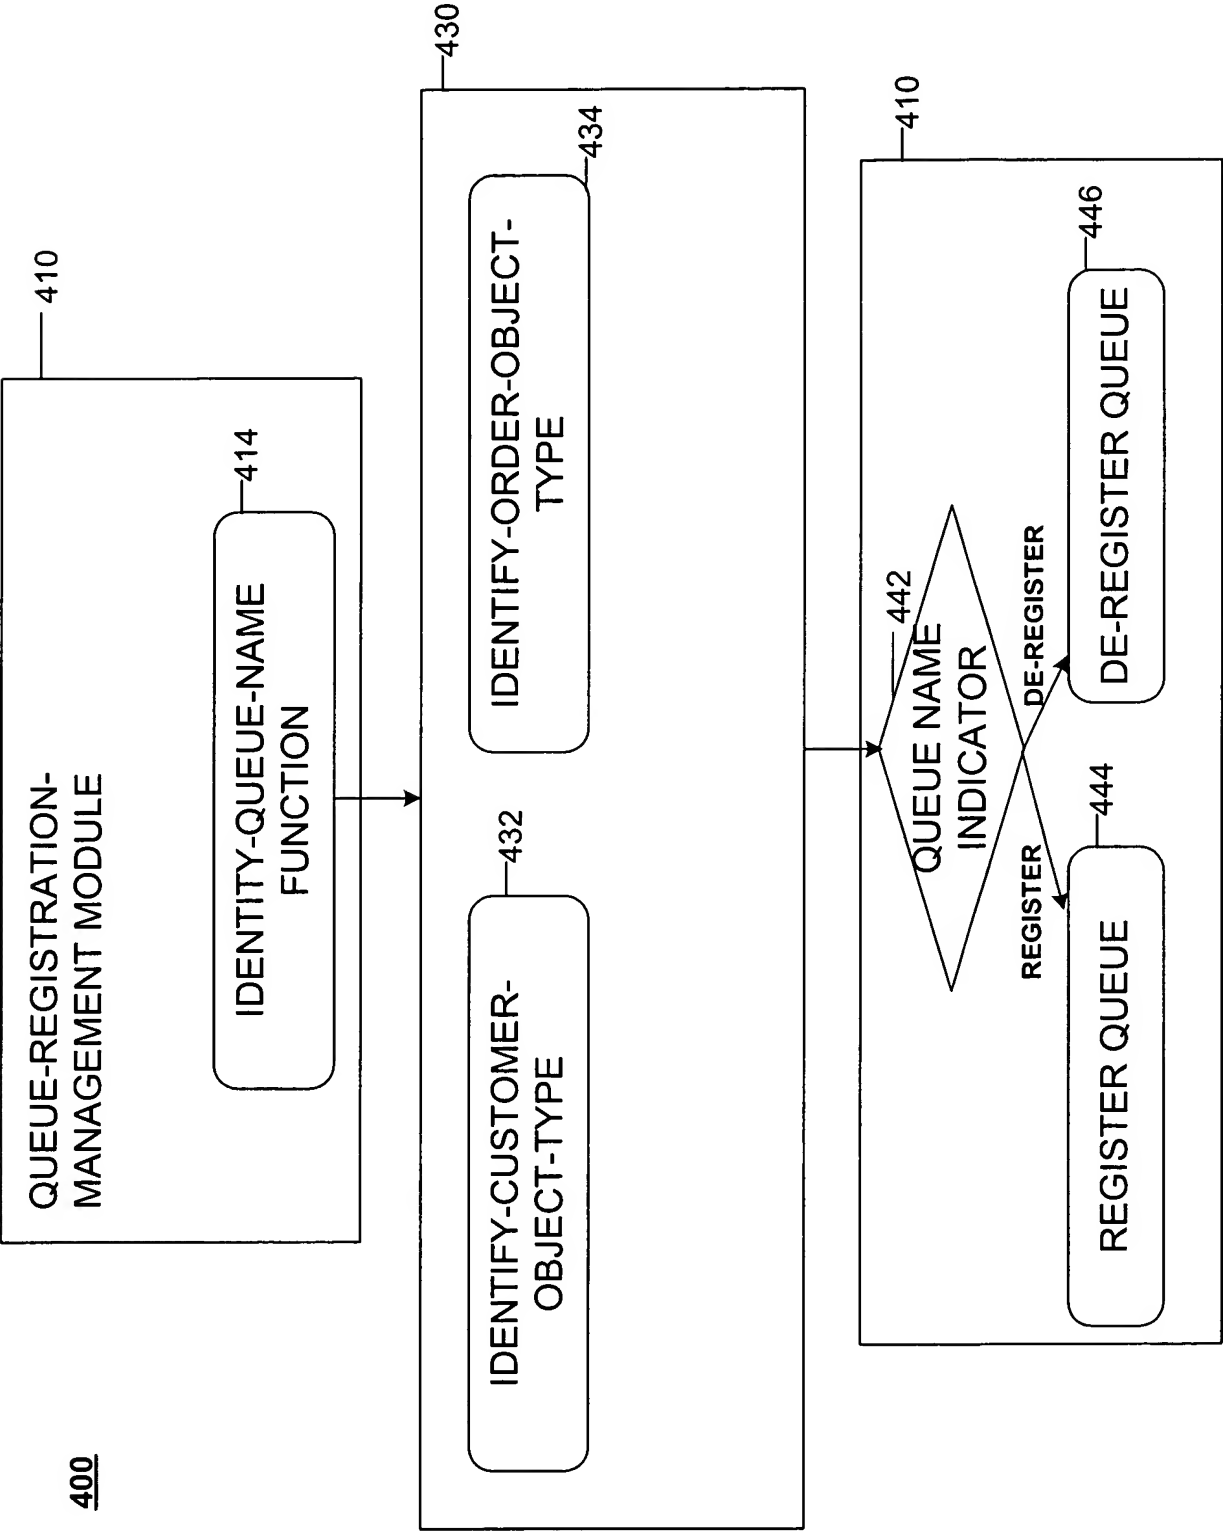 400
QUEUE-REGISTRATION-
MANAGEMENT MODULE
410
IDENTITY-QUEUE-NAME
FUNCTION
414
430
IDENTIFY-CUSTOMER-
OBJECT-TYPE
432
IDENTIFY-ORDER-OBJECT-
TYPE
434
410
QUEUE NAME
INDICATOR
442
REGISTER
DE-REGISTER
REGISTER QUEUE
444
DE-REGISTER QUEUE
446